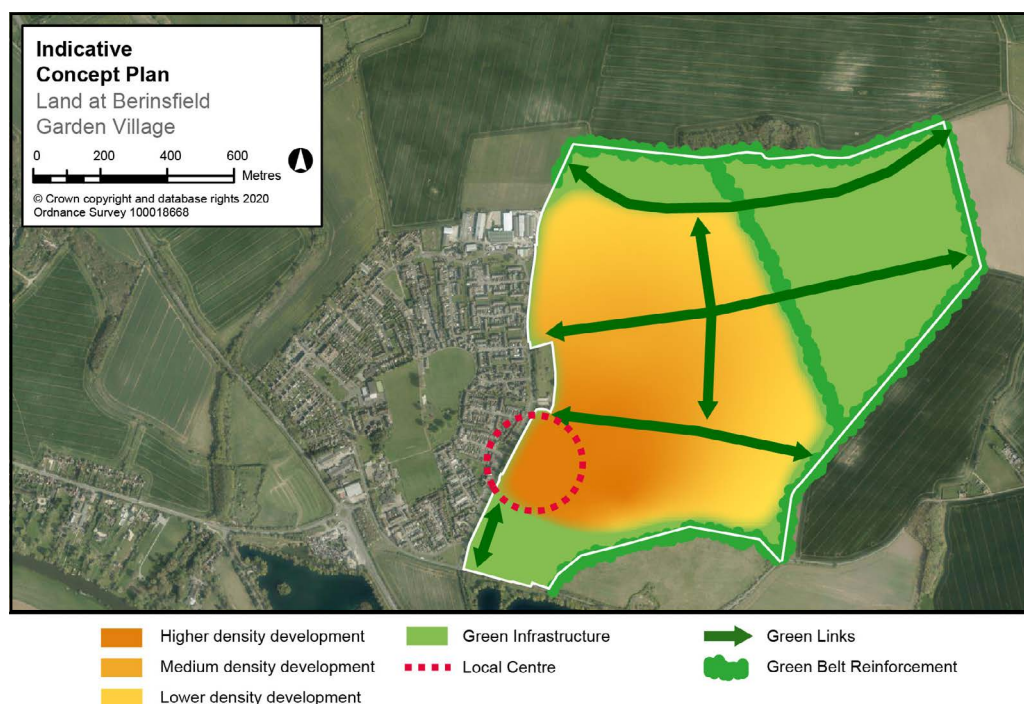 Indicative
Concept Plan
Land at Berinsfield
Garden Village
0 200 400 600
Metres
© Crown copyright and database rights 2020
Ordnance Survey 100018668
Higher density development
Medium density development
Lower density development
Green Infrastructure
Local Centre
Green Links
Green Belt Reinforcement